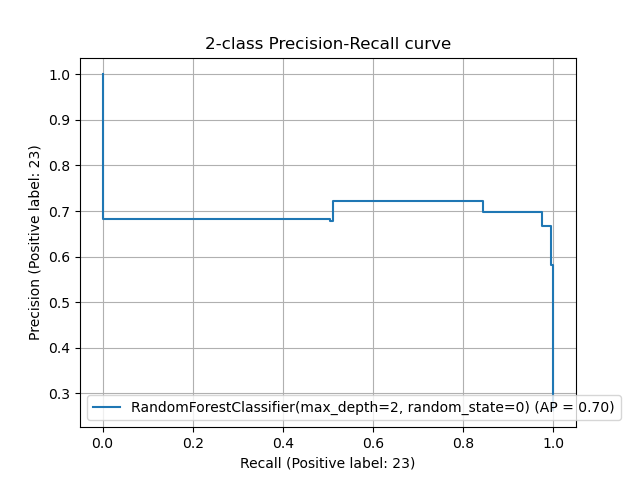 2-class Precision-Recall curve
1.0
0.9
0.8
0.7
0.6
0.5
0.4
0.3
Precision (Positive label: 23)
RandomForestClassifier(max_depth=2, random_state=0) (AP = 0.70)
0.0 0.2 0.4 0.6 0.8 1.0
Recall (Positive label: 23)